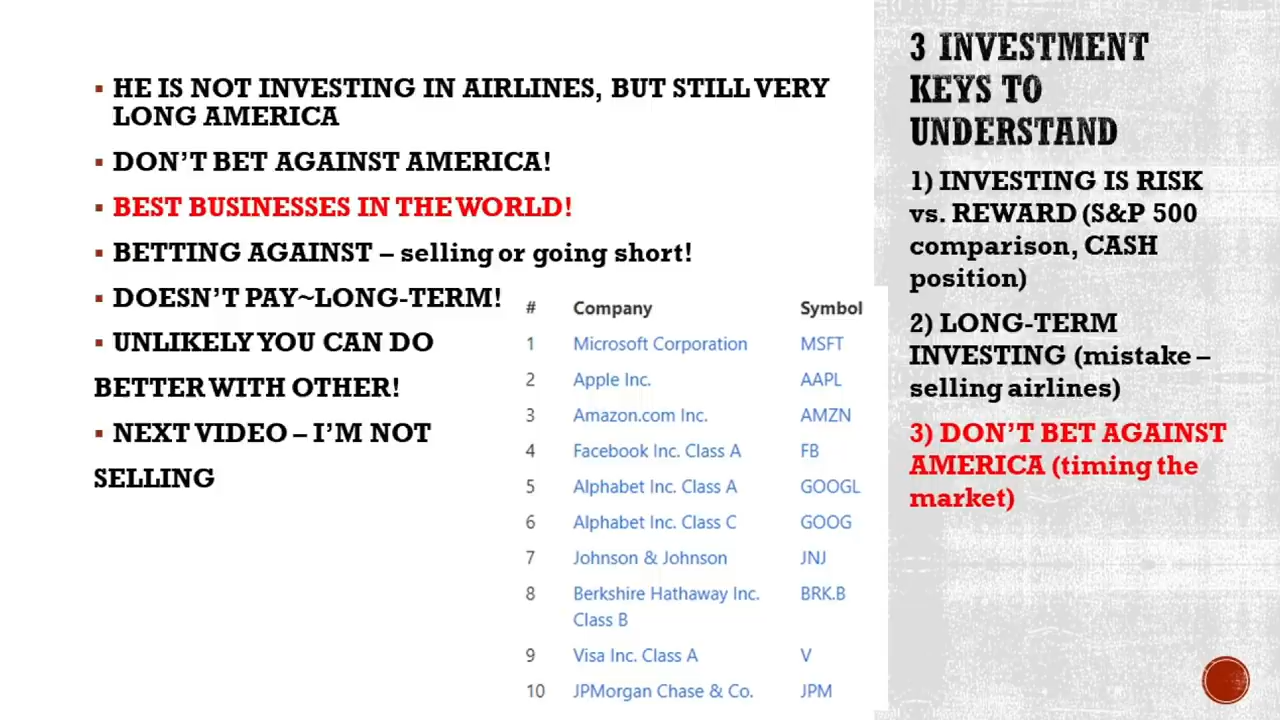 HE IS NOT INVESTING IN AIRLINES, BUT STILL VERY
LONG AMERICA
DON'T BET AGAINST AMERICA!
BEST BUSINESSES IN THE WORLD!
BETTING AGAINST – selling or going short!
DOESN'T PAY~LONG-TERM!
UNLIKELY YOU CAN DO
BETTER WITH OTHER!
NEXT VIDEO – I'M NOT
SELLING
# Company Symbol
1 Microsoft Corporation MSFT
2 Apple Inc. AAPL
3 Amazon.com Inc. AMZN
4 Facebook Inc. Class A FB
5 Alphabet Inc. Class A GOOGL
6 Alphabet Inc. Class C GOOG
7 Johnson & Johnson JNJ
8 Berkshire Hathaway Inc. BRK.B
Class B
9 Visa Inc. Class A V
10 JPMorgan Chase & Co. JPM
3 INVESTMENT
KEYS TO
UNDERSTAND
1) INVESTING IS RISK
vs. REWARD (S&P 500
comparison, CASH
position)
2) LONG-TERM
INVESTING (mistake –
selling airlines)
3) DON'T BET AGAINST
AMERICA (timing the
market)